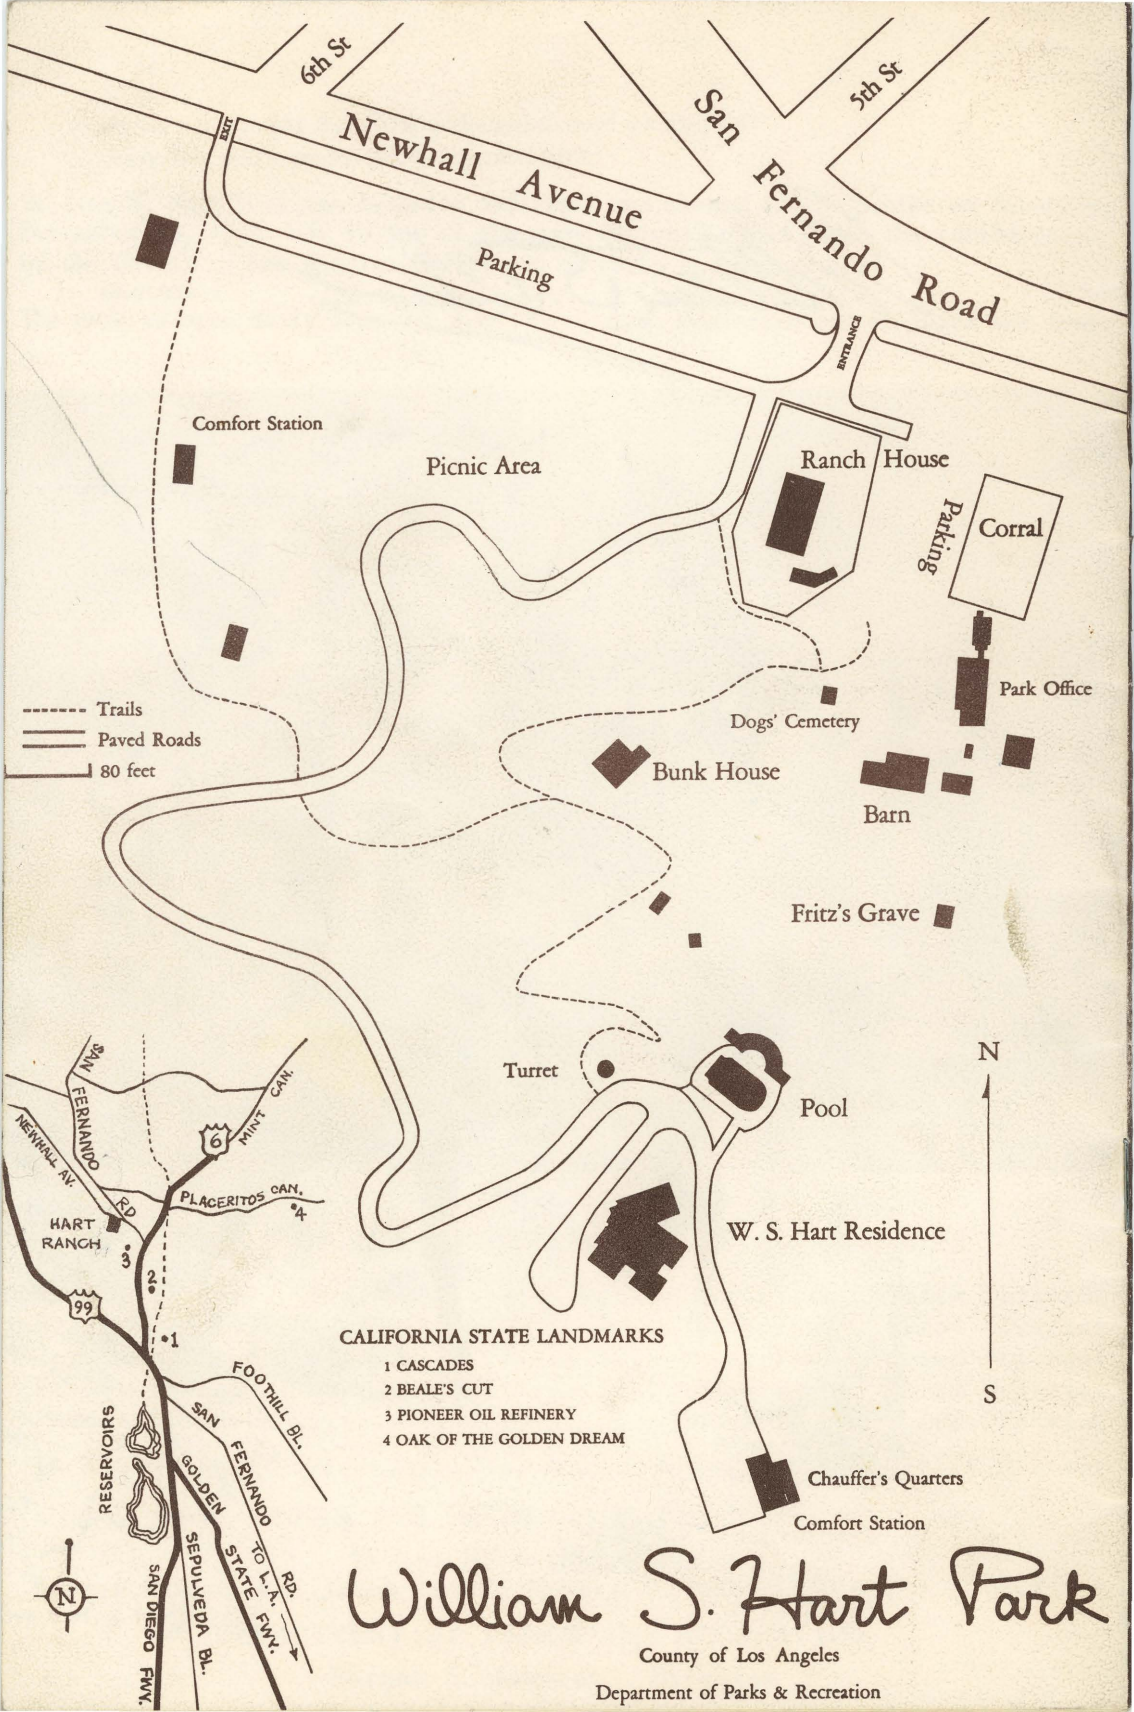 6th St
5th St
EXIT
Newhall Avenue
San Fernando Road
Parking
ENTRANCE
Comfort Station
Picnic Area
Ranch House
Parking
Corral
Park Office
Trails
Paved Roads
80 feet
Dogs' Cemetery
Bunk House
Barn
Fritz's Grave
N
Turret
Pool
W. S. Hart Residence
S
SAN FERNANDO RD
NEWHALL AV.
6
MINT CAN.
PLACERITOS CAN.
4
HART
RANCH
3
2
99
1
FOOTHILL BL.
RESERVOIRS
SAN FERNANDO RD.
TO L.A.
GOLDEN STATE FWY.
SEPULVEDA BL.
SAN DIEGO FWY.
N
CALIFORNIA STATE LANDMARKS
1 CASCADES
2 BEALE'S CUT
3 PIONEER OIL REFINERY
4 OAK OF THE GOLDEN DREAM
Chauffer's Quarters
Comfort Station
William S. Hart Park
County of Los Angeles
Department of Parks & Recreation